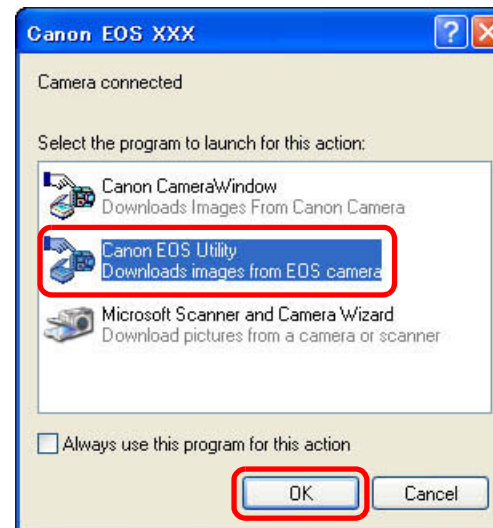 Canon EOS XXX
Camera connected
Select the program to launch for this action:
Canon CameraWindow
Downloads Images From Canon Camera
Canon EOS Utility
Downloads images from EOS camera
Microsoft Scanner and Camera Wizard
Download pictures from a camera or scanner
Always use this program for this action
OK Cancel